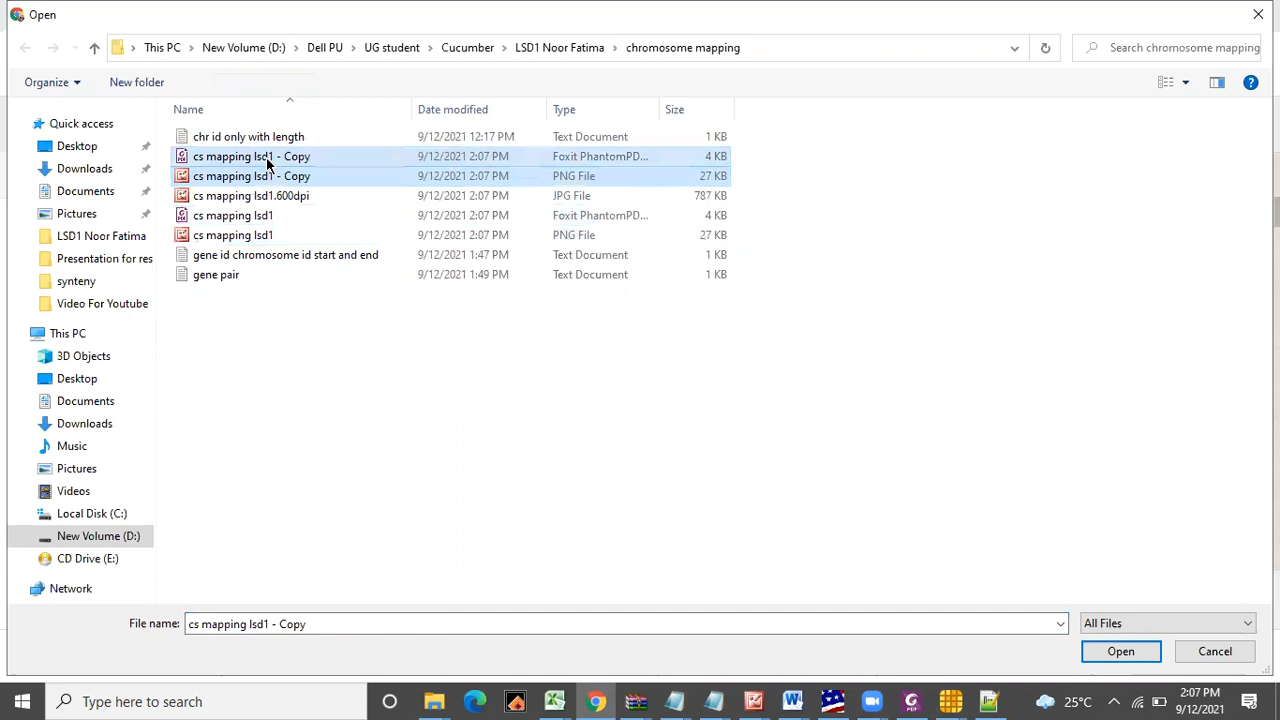 Open
This PC
New Volume (D:)
Dell PU
UG student
Cucumber
LSD1 Noor Fatima
chromosome mapping
Search chromosome mapping
Organize
New folder
Name
Date modified
Type
Size
Quick access
Desktop
Downloads
Documents
Pictures
LSD1 Noor Fatima
Presentation for res
synteny
Video For Youtube
This PC
3D Objects
Desktop
Documents
Downloads
Music
Pictures
Videos
Local Disk (C:)
New Volume (D:)
CD Drive (E:)
Network
chr id only with length 9/12/2021 12:17 PM Text Document 1 KB
cs mapping lsd1 - Copy 9/12/2021 2:07 PM Foxit PhantomPD... 4 KB
cs mapping lsd1 - Copy 9/12/2021 2:07 PM PNG File 27 KB
cs mapping lsd1.600dpi 9/12/2021 2:07 PM JPG File 787 KB
cs mapping lsd1 9/12/2021 2:07 PM Foxit PhantomPD... 4 KB
cs mapping lsd1 9/12/2021 2:07 PM PNG File 27 KB
gene id chromosome id start and end 9/12/2021 1:47 PM Text Document 1 KB
gene pair 9/12/2021 1:49 PM Text Document 1 KB
File name: cs mapping lsd1 - Copy
All Files
Open
Cancel
Type here to search
25°C
2:07 PM
9/12/2021